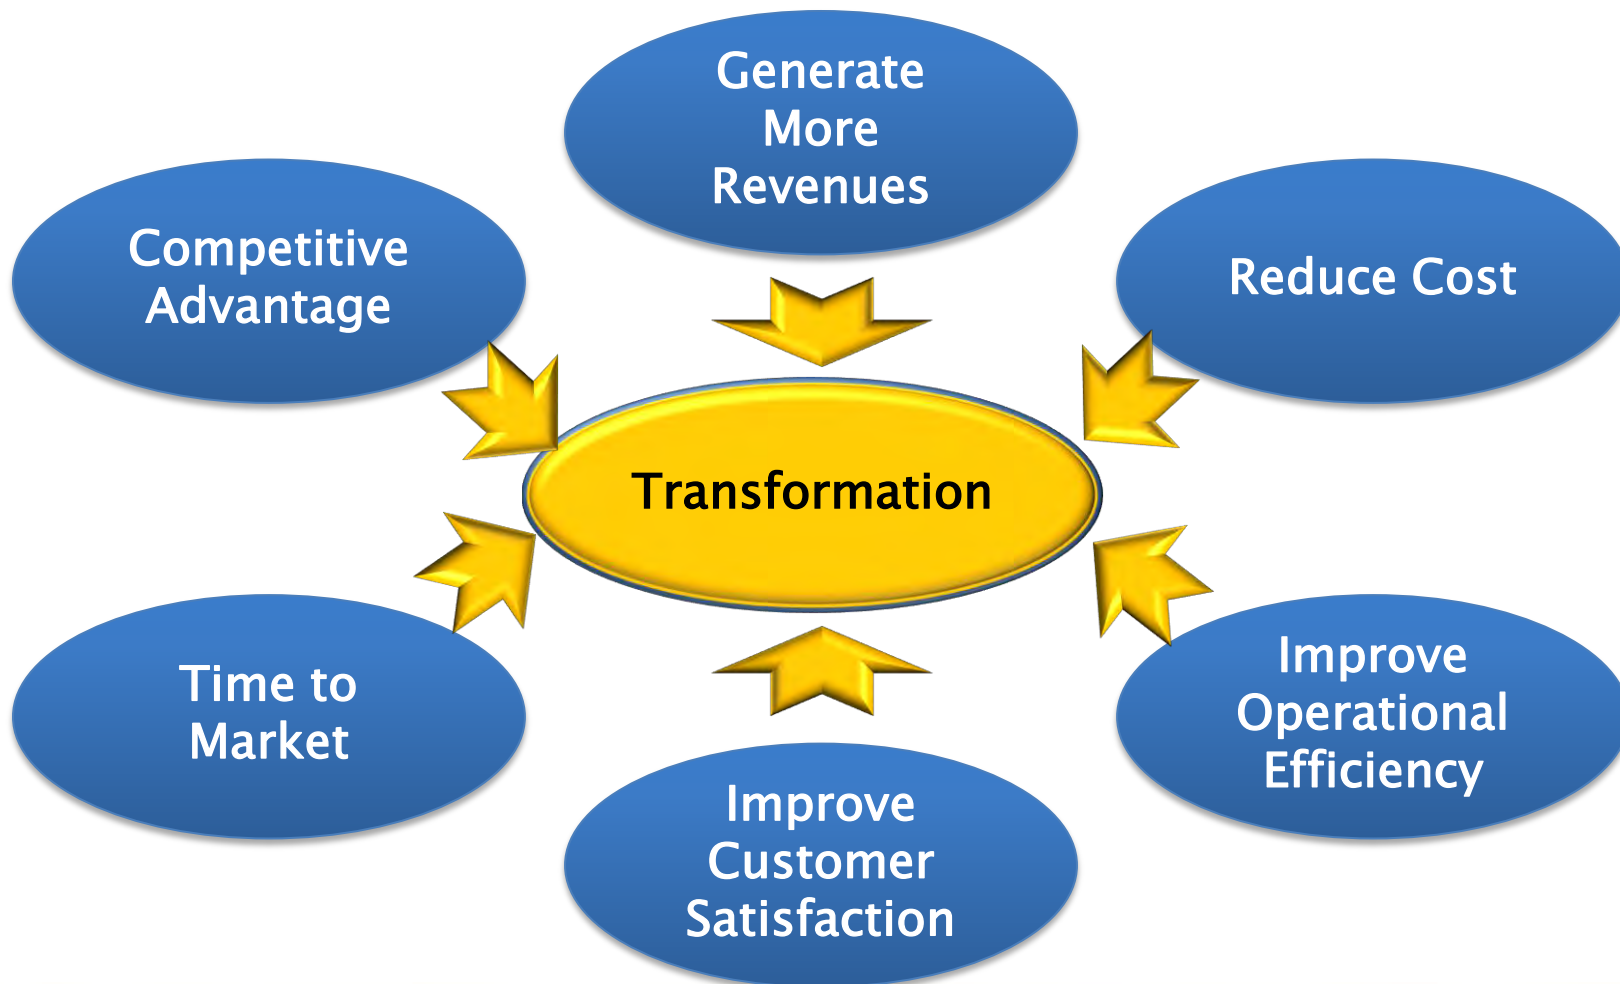 Generate
More
Revenues
Competitive
Advantage
Reduce Cost
Transformation
Time to
Market
Improve
Operational
Efficiency
Improve
Customer
Satisfaction